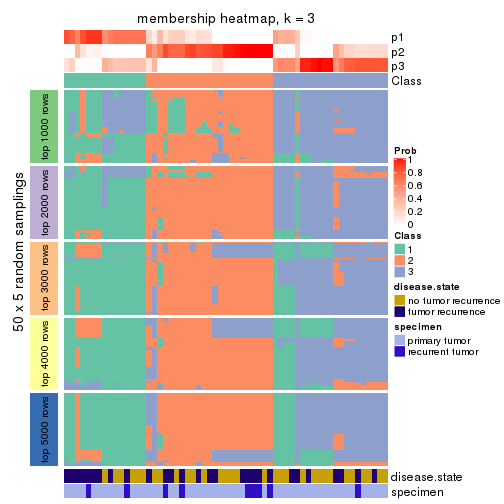 membership heatmap, k = 3
p1
p2
p3
Class
50 x 5 random samplings
top 1000 rows
top 2000 rows
top 3000 rows
top 4000 rows
top 5000 rows
disease.state
specimen
Prob
1
0.8
0.6
0.4
0.2
0
Class
1
2
3
disease.state
no tumor recurrence
tumor recurrence
specimen
primary tumor
recurrent tumor